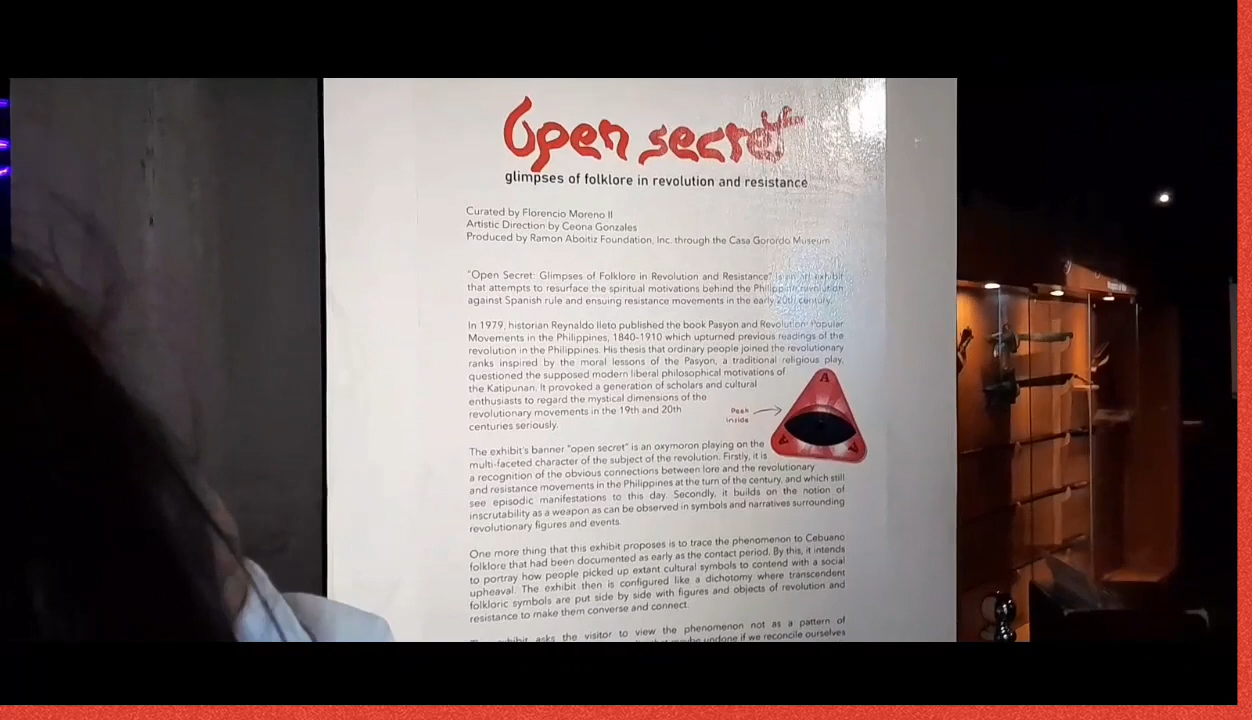 Open secret
glimpses of folklore in revolution and resistance
Curated by Florencio Moreno II
Artistic Direction by Ceona Gonzales
Produced by Ramon Aboitiz Foundation, Inc. through the Casa Gorordo Museum
"Open Secret: Glimpses of Folklore in Revolution and Resistance" is an art exhibit
that attempts to resurface the spiritual motivations behind the Philippine revolution
against Spanish rule and ensuing resistance movements in the early 20th century.
In 1979, historian Reynaldo Ileto published the book Pasyon and Revolution: Popular
Movements in the Philippines, 1840-1910 which upturned previous readings of the
revolution in the Philippines. His thesis that ordinary people joined the revolutionary
ranks inspired by the moral lessons of the Pasyon, a traditional religious play,
questioned the supposed modern liberal philosophical motivations of
the Katipunan. It provoked a generation of scholars and cultural
enthusiasts to regard the mystical dimensions of the
revolutionary movements in the 19th and 20th
centuries seriously.
A
A
A
Peek
inside
The exhibit's banner "open secret" is an oxymoron playing on the
multi-faceted character of the subject of the revolution. Firstly, it is
a recognition of the obvious connections between lore and the revolutionary
and resistance movements in the Philippines at the turn of the century, and which still
see episodic manifestations to this day. Secondly, it builds on the notion of
inscrutability as a weapon as can be observed in symbols and narratives surrounding
revolutionary figures and events.
One more thing that this exhibit proposes is to trace the phenomenon to Cebuano
folklore that had been documented as early as the contact period. By this, it intends
to portray how people picked up extant cultural symbols to contend with a social
upheaval. The exhibit then is configured like a dichotomy where transcendent
folkloric symbols are put side by side with figures and objects of revolution and
resistance to make them converse and connect.
exhibit asks the visitor to view the phenomenon not as a pattern of
undone if we reconcile ourselves